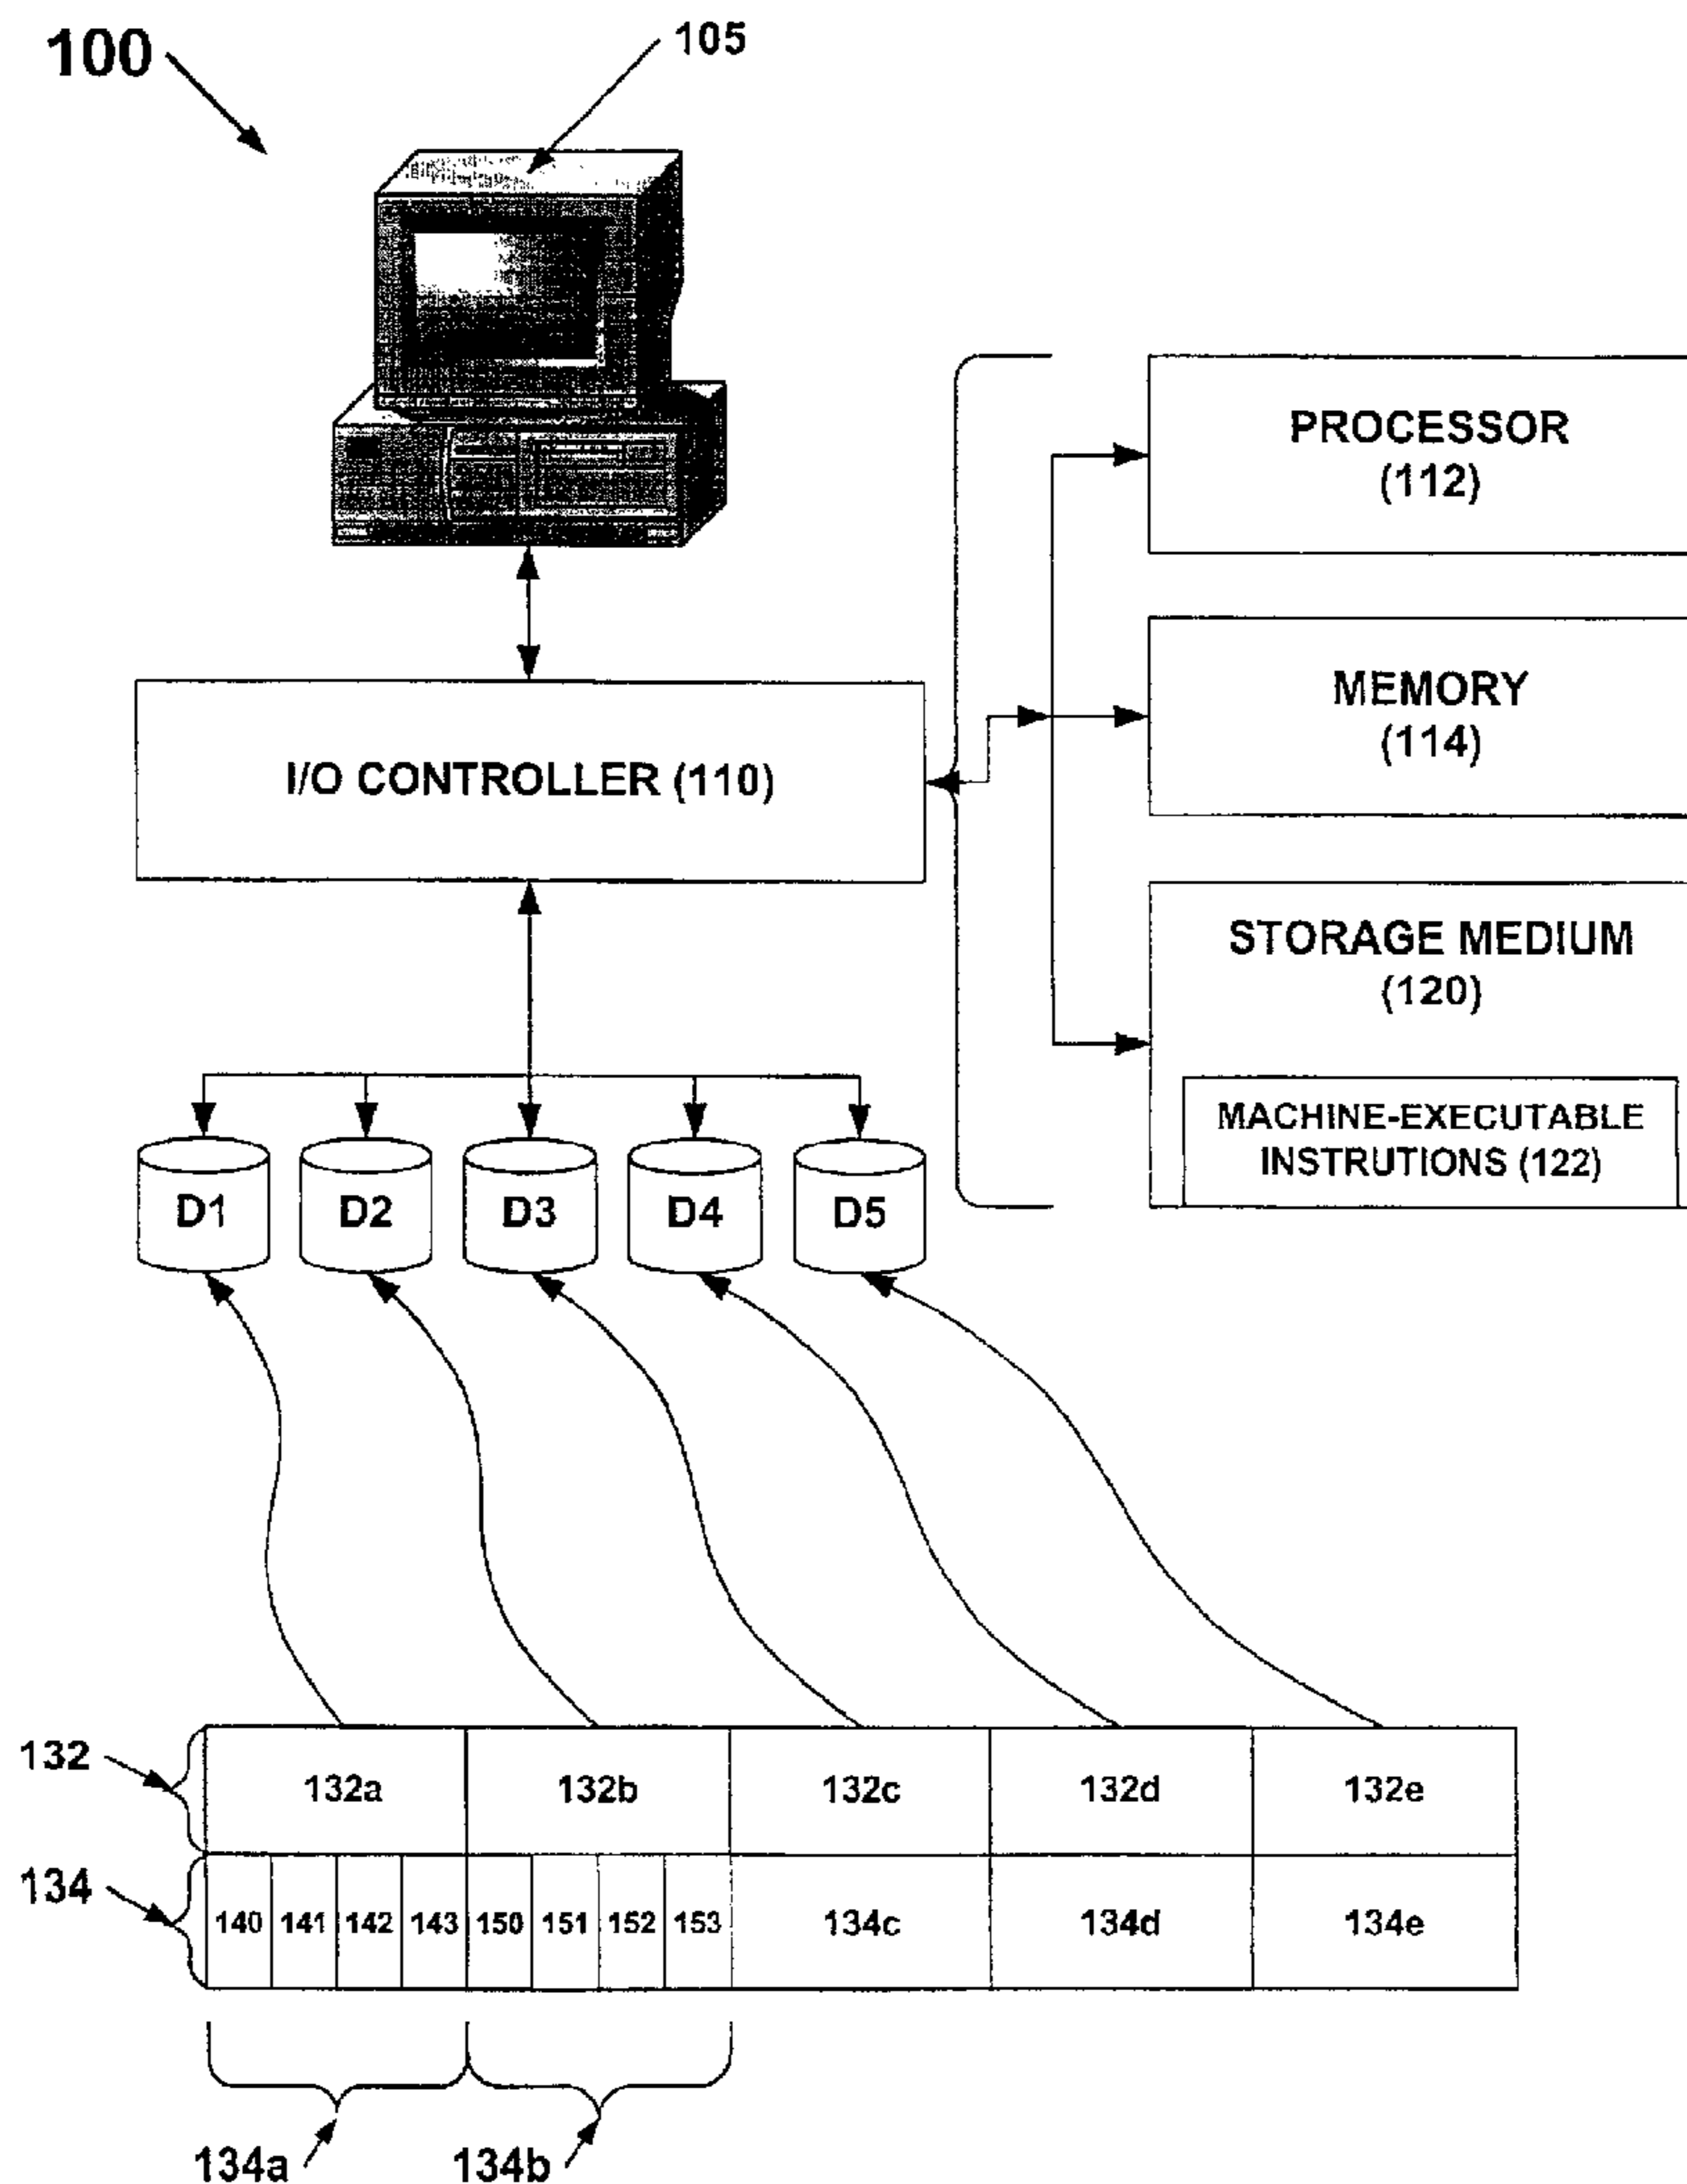 100
105
PROCESSOR
(112)
MEMORY
(114)
I/O CONTROLLER (110)
STORAGE MEDIUM
(120)
MACHINE-EXECUTABLE
INSTRUTIONS (122)
D1 D2 D3 D4 D5
132 132a 132b 132c 132d 132e
134 140 141 142 143 150 151 152 153 134c 134d 134e
134a 134b